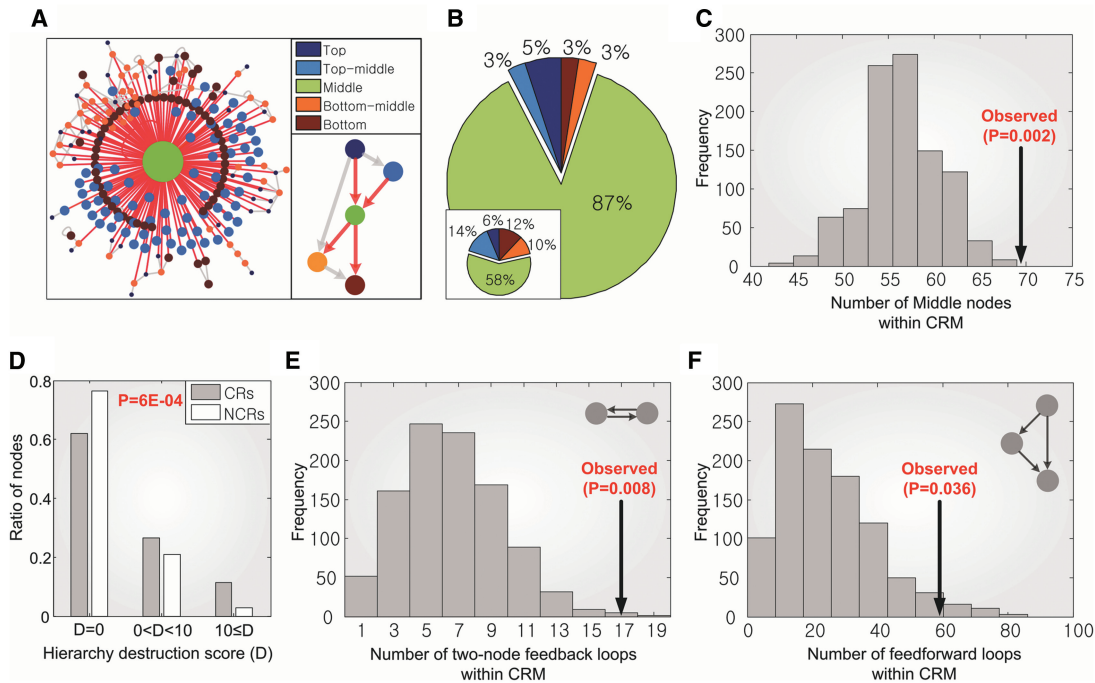 A
Top
Top-middle
Middle
Bottom-middle
Bottom
B
3%
5%
3%
3%
87%
14%
6%
12%
10%
58%
C
300
250
200
150
100
50
0
Frequency
Observed
(P=0.002)
40
45
50
55
60
65
70
75
Number of Middle nodes
within CRM
D
0.8
0.6
0.4
0.2
0
Ratio of nodes
P=6E-04
CRs
NCRs
D=0
0<D<10
10≤D
Hierarchy destruction score (D)
E
300
250
200
150
100
50
0
Frequency
Observed
(P=0.008)
1
3
5
7
9
11
13
15
17
19
Number of two-node feedback loops
within CRM
F
300
250
200
150
100
50
0
Frequency
Observed
(P=0.036)
0
20
40
60
80
100
Number of feedforward loops
within CRM